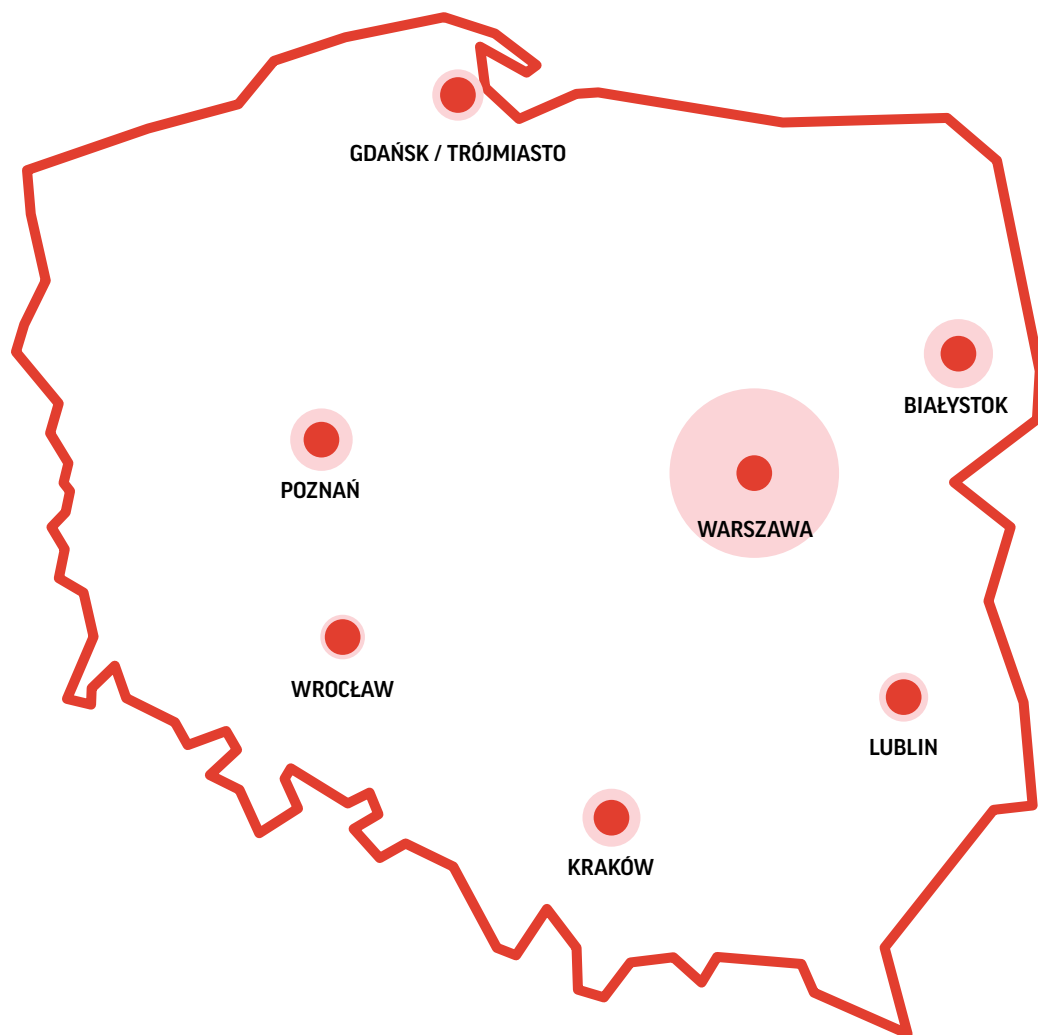 GDAŃSK / TRÓJMIASTO
BIAŁYSTOK
POZNAŃ
WARSZAWA
WROCŁAW
LUBLIN
KRAKÓW